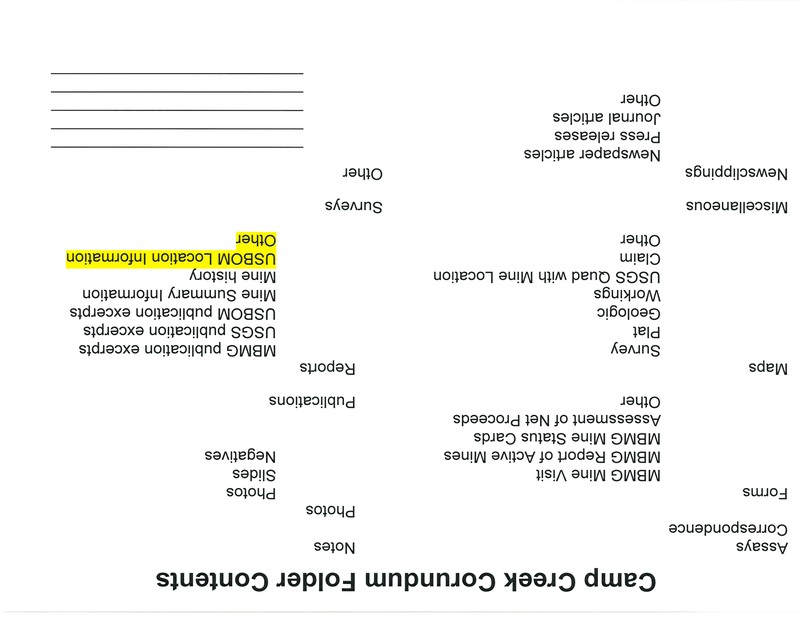 Camp Creek Corundum Folder Contents
Assays
Correspondence
Forms
MBMG Mine Visit
MBMG Report of Active Mines
MBMG Mine Status Cards
Assessment of Net Proceeds
Other
Maps
Survey
Plat
Geologic
Workings
USGS Quad with Mine Location
Claim
Other
Miscellaneous
Newsclippings
Newspaper articles
Press releases
Journal articles
Other
Notes
Photos
Photos
Slides
Negatives
Publications
Reports
MBMG publication excerpts
USGS publication excerpts
USBOM publication excerpts
Mine Summary Information
Mine history
USBOM Location Information
Other
Surveys
Other